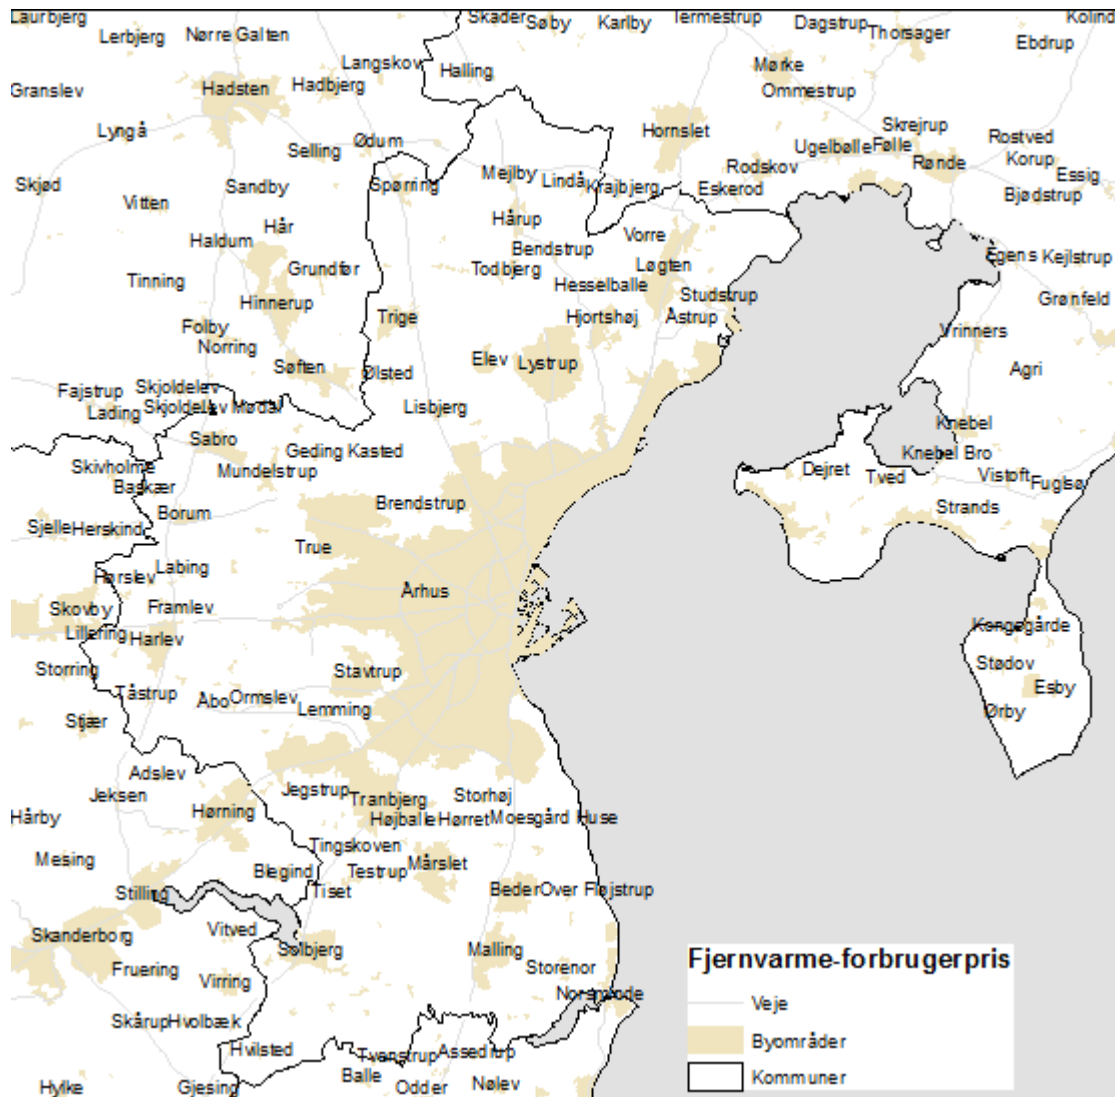 Laurbjerg
Skader
Søby
Karlby
Termestrup
Dagstrup
Kolind
Lerbjerg
Nørre Galten
Thorsager
Ebdrup
Langskov
Halling
Mørke
Granslev
Hadsten
Hadbjerg
Ommestrup
Lyngå
Hornslet
Skrejrup
Rostved
Selling
Ødum
Ugelbølle
Følle
Korup
Rodskov
Rønde
Essig
Skjød
Sandby
Spørring
Mejlby
Lindå
Krajbjerg
Eskerod
Bjødstrup
Vitten
Hår
Hårup
Vorre
Haldum
Bendstrup
Egens
Kejlstrup
Tinning
Grundfør
Todbjerg
Hesselballe
Løgten
Hinnerup
Studstrup
Grønfeld
Folby
Trige
Hjortshøj
Åstrup
Vrinners
Norring
Søften
Ølsted
Elev
Lystrup
Agri
Fajstrup
Skjoldelev
Lading
Skjoldelev Mødal
Lisbjerg
Knebel
Sabro
Geding
Kasted
Knebel Bro
Skivholme
Mundelstrup
Dejret
Tved
Vistoft
Fuglsø
Baskær
Brendstrup
Strands
Sjelle
Herskind
Borum
True
Hørslev
Labing
Århus
Skovby
Framlev
Lillering
Harlev
Kongsgårde
Storring
Stavtrup
Stødov
Tåstrup
Åbo
Ormslev
Lemming
Esby
Stjær
Ørby
Adslev
Jeksen
Jegstrup
Tranbjerg
Storhøj
Hårby
Hørning
Højballe
Hørret
Moesgård Huse
Mesing
Tingskoven
Blegind
Testrup
Mårslet
Stilling
Tiset
Beder
Over Fløjstrup
Skanderborg
Vitved
Solbjerg
Malling
Fruering
Virring
Storenor
Norsminde
Skårup
Hvolbæk
Hvilsted
Tvenstrup
Assedrup
Hylke
Gjesing
Balle
Odder
Nølev
Fjernvarme-forbrugerpris
Veje
Byområder
Kommuner